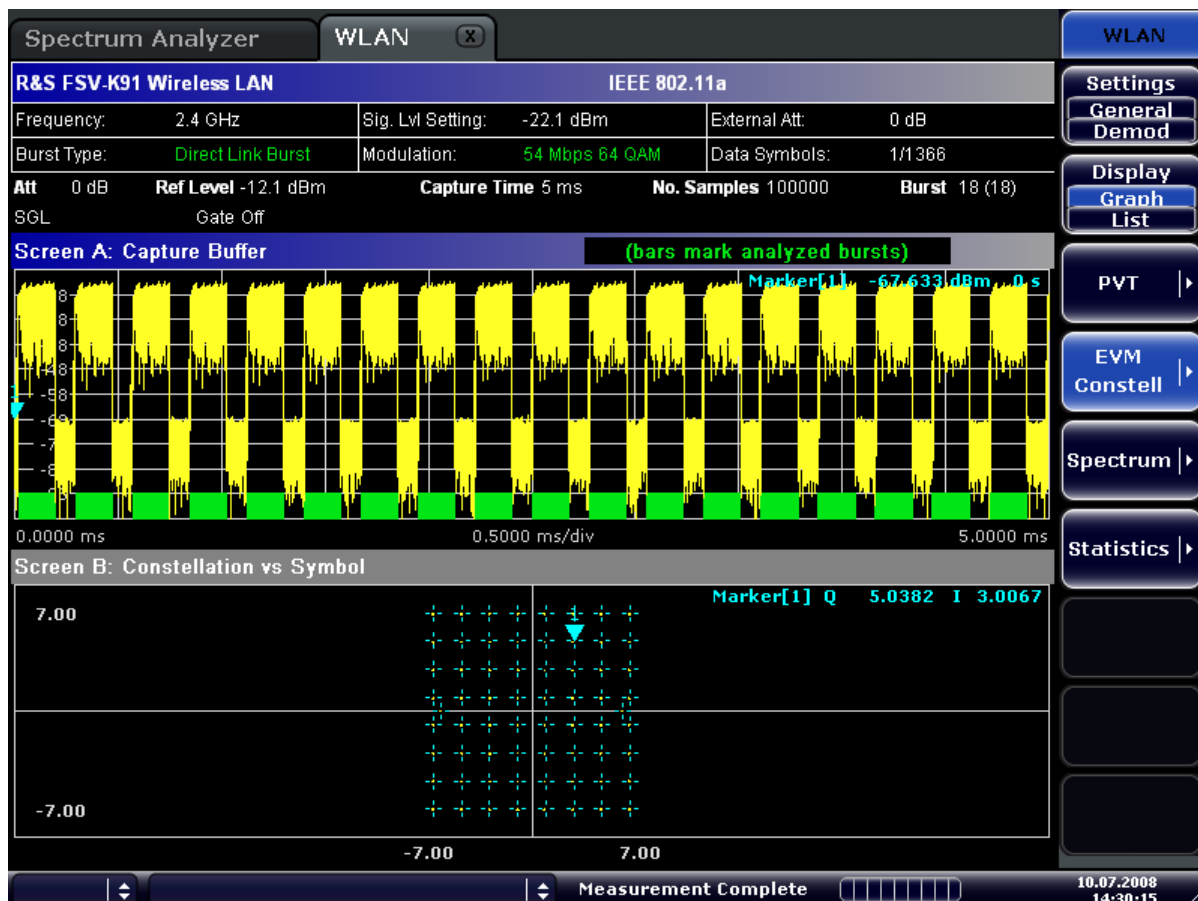 Spectrum Analyzer
WLAN X
WLAN
R&S FSV-K91 Wireless LAN IEEE 802.11a
Frequency: 2.4 GHz Sig. Lvl Setting: -22.1 dBm External Att: 0 dB
Burst Type: Direct Link Burst Modulation: 54 Mbps 64 QAM Data Symbols: 1/1366
Att 0 dB Ref Level -12.1 dBm Capture Time 5 ms No. Samples 100000 Burst 18 (18)
SGL Gate Off
Screen A: Capture Buffer (bars mark analyzed bursts)
Marker[1] -67.633 dBm 0 s
-58
0.0000 ms 0.5000 ms/div 5.0000 ms
Screen B: Constellation vs Symbol
Marker[1] Q 5.0382 I 3.0067
7.00
1
-7.00
-7.00 7.00
Settings
General
Demod
Display
Graph
List
PVT
EVM
Constell
Spectrum
Statistics
Measurement Complete
10.07.2008
14:30:15